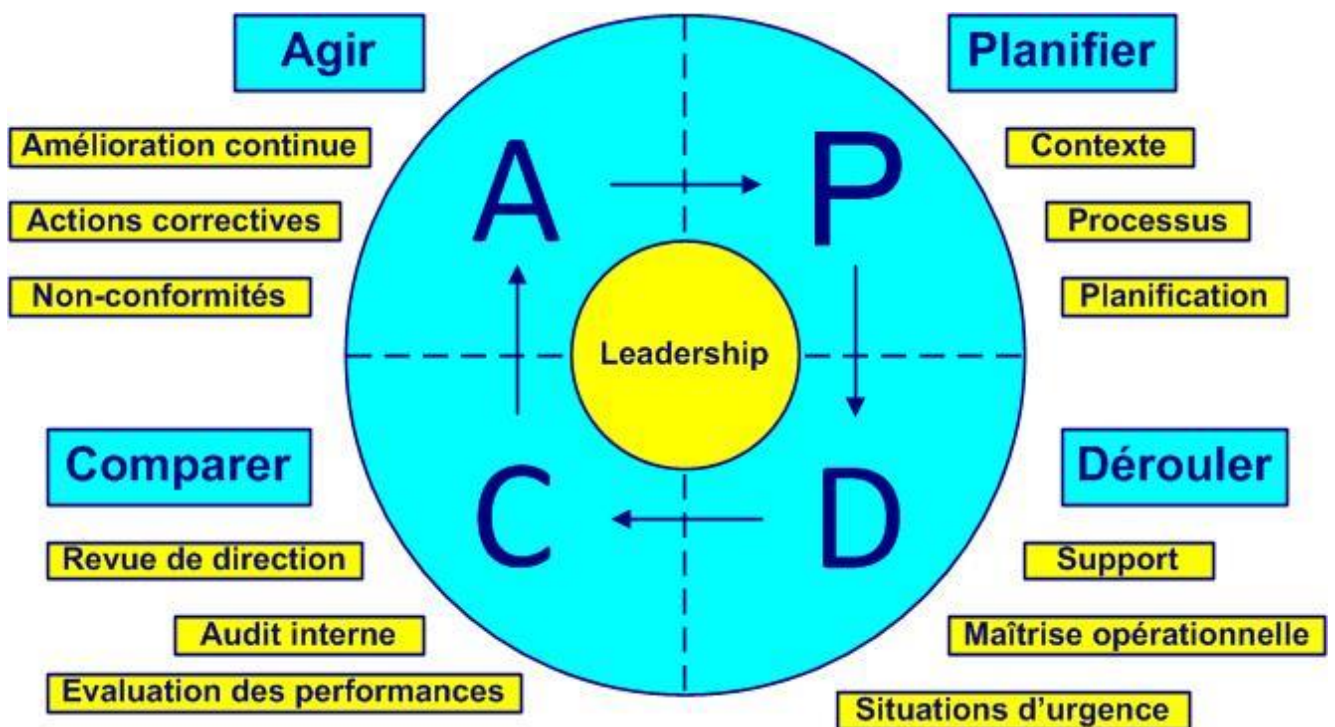 Agir
Planifier
Amélioration continue
Actions correctives
Non-conformités
A
P
Contexte
Processus
Planification
Leadership
Comparer
Revue de direction
Audit interne
Evaluation des performances
C
D
Dérouler
Support
Maîtrise opérationnelle
Situations d'urgence